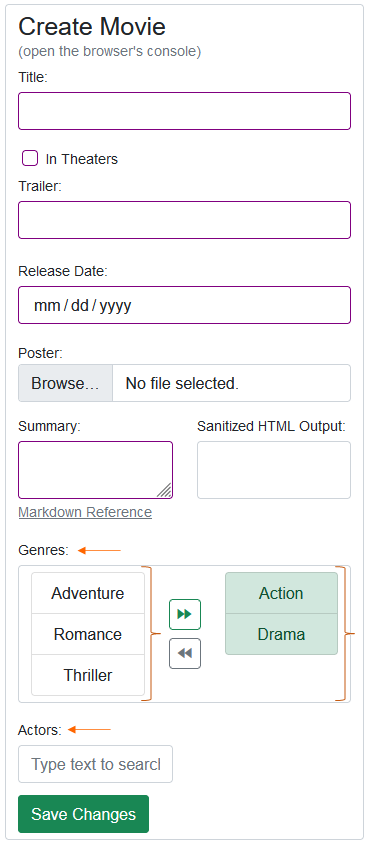 Create Movie
(open the browser's console)
Title:
In Theaters
Trailer:
Release Date:
mm/dd/yyyy
Poster:
Browse... No file selected.
Summary: Sanitized HTML Output:
Markdown Reference
Genres:
Adventure Action
Romance Drama
Thriller
Actors:
Type text to search
Save Changes